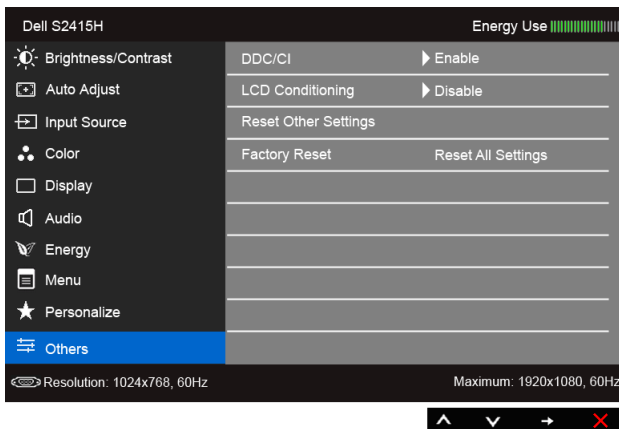 Dell S2415H Energy Use
Brightness/Contrast DDC/CI Enable
Auto Adjust LCD Conditioning Disable
Input Source Reset Other Settings
Color Factory Reset Reset All Settings
Display
Audio
Energy
Menu
Personalize
Others
Resolution: 1024x768, 60Hz Maximum: 1920x1080, 60Hz